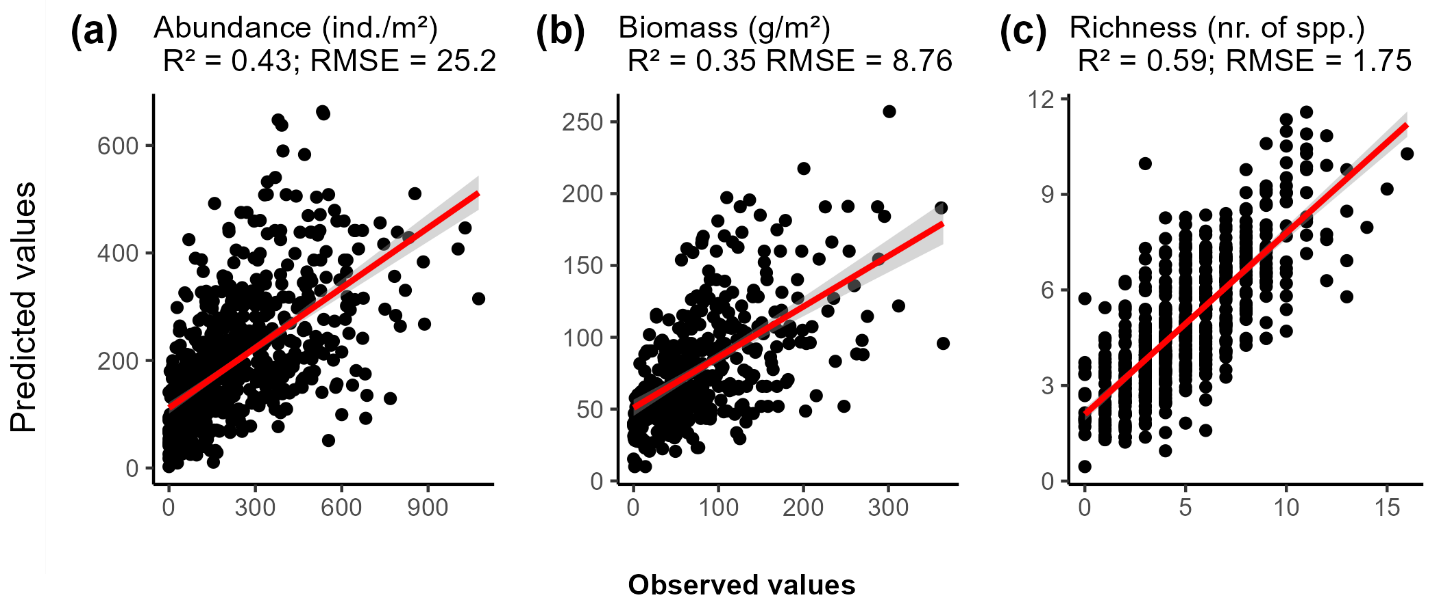 (a) Abundance (ind./m²)
R² = 0.43; RMSE = 25.2
(b) Biomass (g/m²)
R² = 0.35 RMSE = 8.76
(c) Richness (nr. of spp.)
R² = 0.59; RMSE = 1.75
Predicted values
600
400
200
0
0 300 600 900
250
200
150
100
50
0
0 100 200 300
12
9
6
3
0
0 5 10 15
Observed values